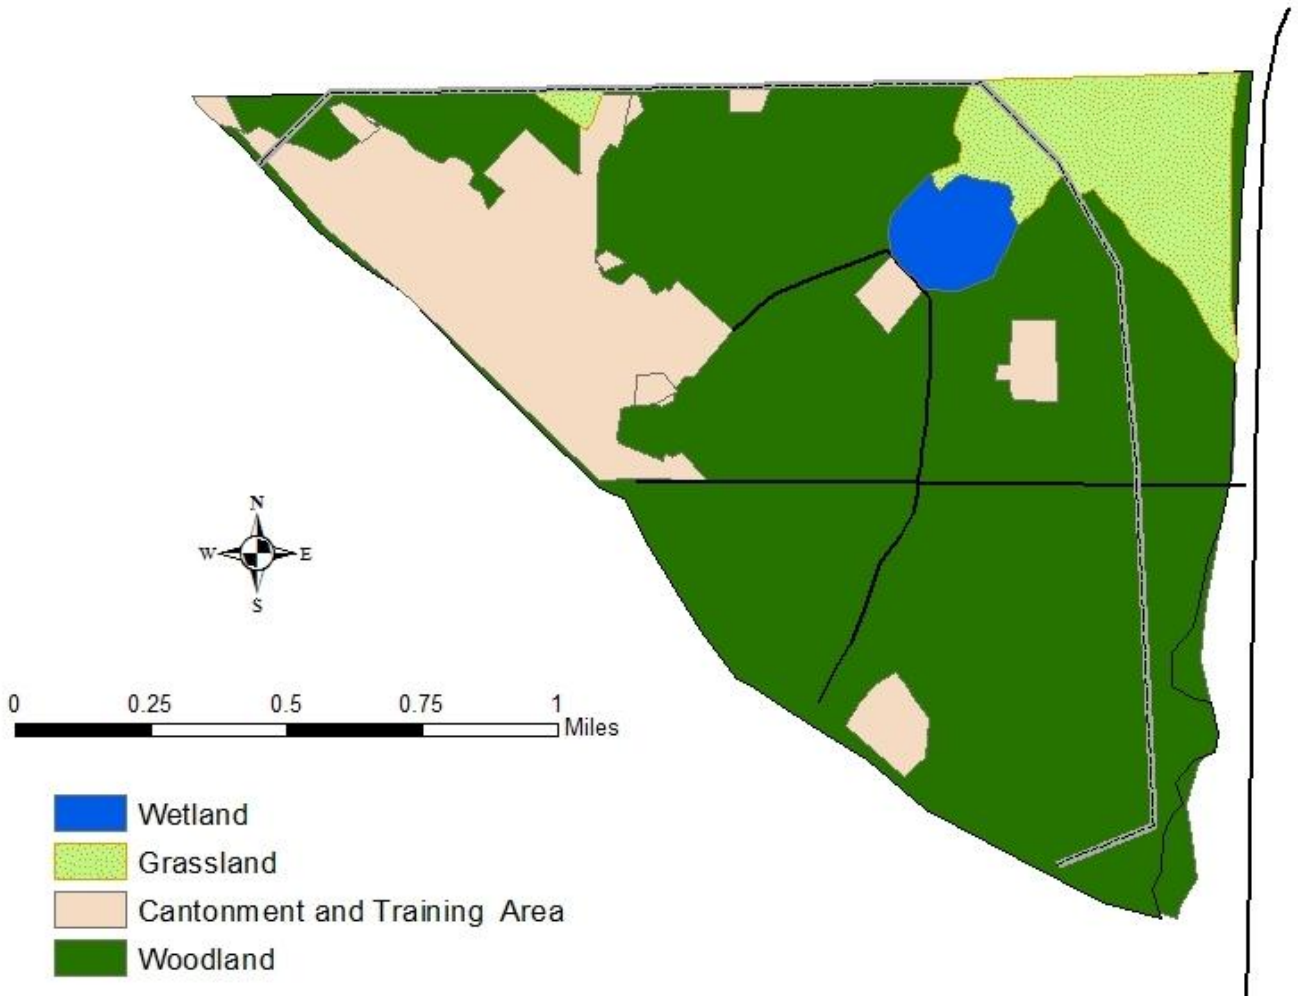 N
W E
S
0 0.25 0.5 0.75 1
Miles
Wetland
Grassland
Cantonment and Training Area
Woodland